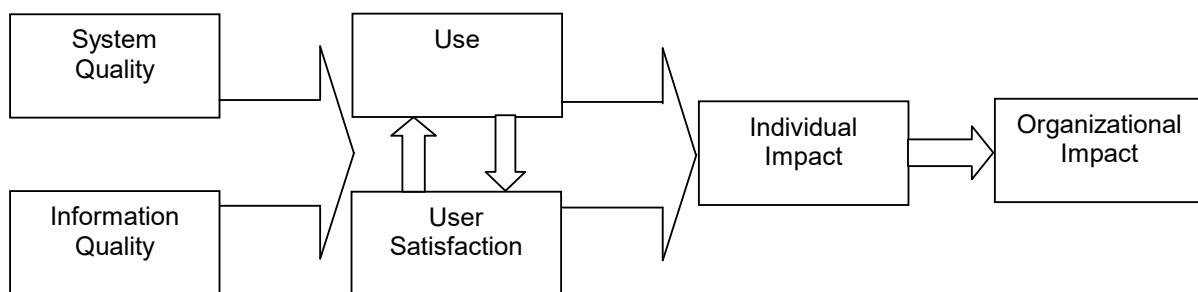 System
Quality
Use
Individual
Impact
Organizational
Impact
Information
Quality
User
Satisfaction